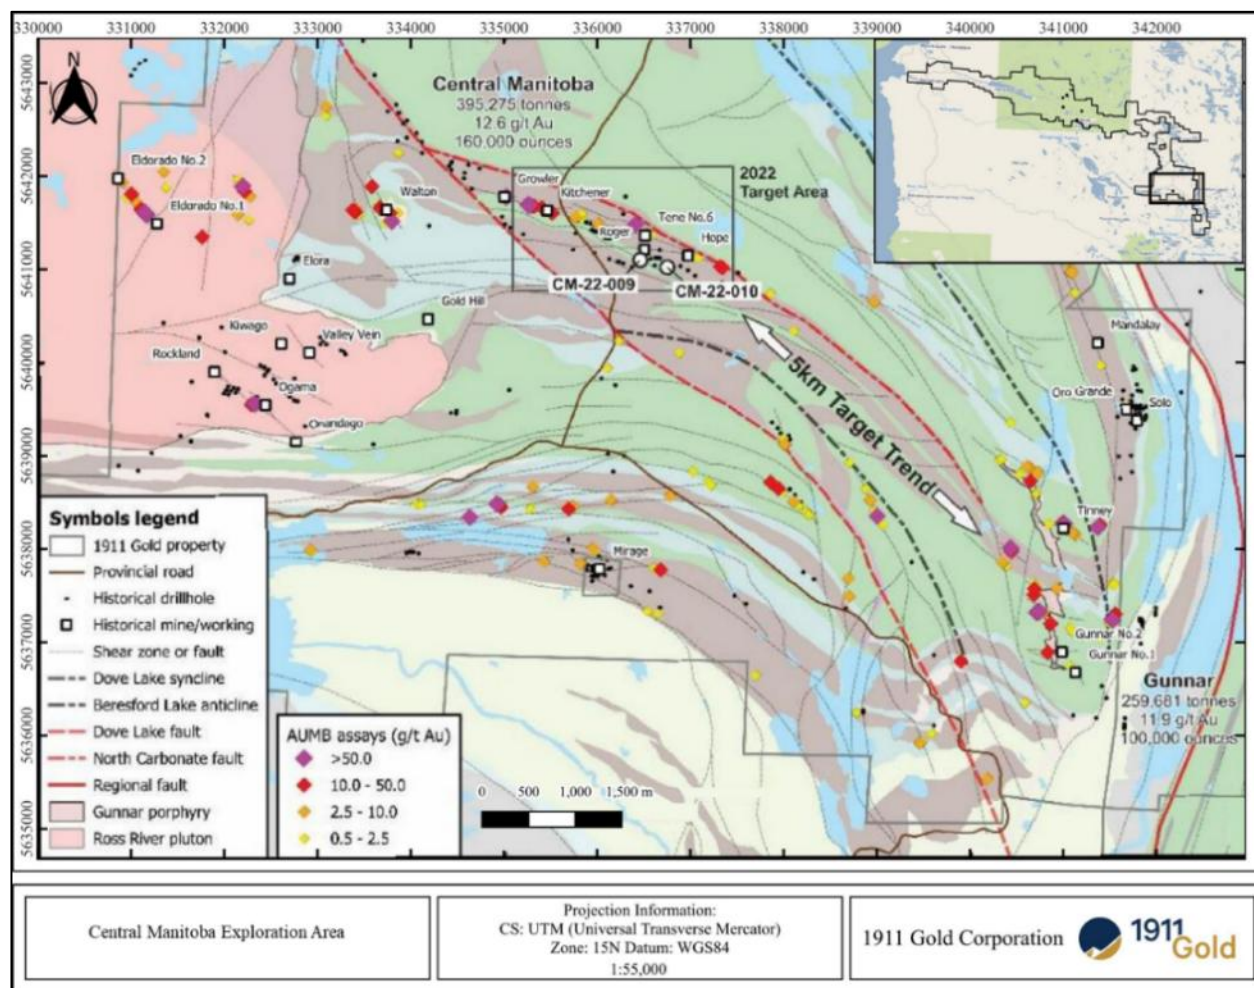 330000 331000 332000 333000 334000 335000 336000 337000 338000 339000 340000 341000 342000
5643000
5642000
5641000
5640000
5639000
5638000
5637000
5636000
5635000
N
Central Manitoba
395,275 tonnes
12.6 g/t Au
160,000 ounces
2022
Target Area
Eldorado No.2
Eldorado No.1
Walton
Growler
Kitchener
Tene No.6
Roger
Hope
Elora
CM-22-009
CM-22-010
Gold Hill
Kiwago
Valley Vein
Rockland
Ogama
Onandago
Mandalay
Oro Grande
Solo
5km Target Trend
Tinney
Mirage
Gunnar No.2
Gunnar No.1
Gunnar
259,681 tonnes
11.9 g/t Au
100,000 ounces
Symbols legend
1911 Gold property
Provincial road
Historical drillhole
Historical mine/working
Shear zone or fault
Dove Lake syncline
Beresford Lake anticline
Dove Lake fault
North Carbonate fault
Regional fault
Gunnar porphyry
Ross River pluton
AUMB assays (g/t Au)
>50.0
10.0 - 50.0
2.5 - 10.0
0.5 - 2.5
0 500 1,000 1,500 m
Central Manitoba Exploration Area
Projection Information:
CS: UTM (Universal Transverse Mercator)
Zone: 15N Datum: WGS84
1:55,000
1911 Gold Corporation
1911
Gold